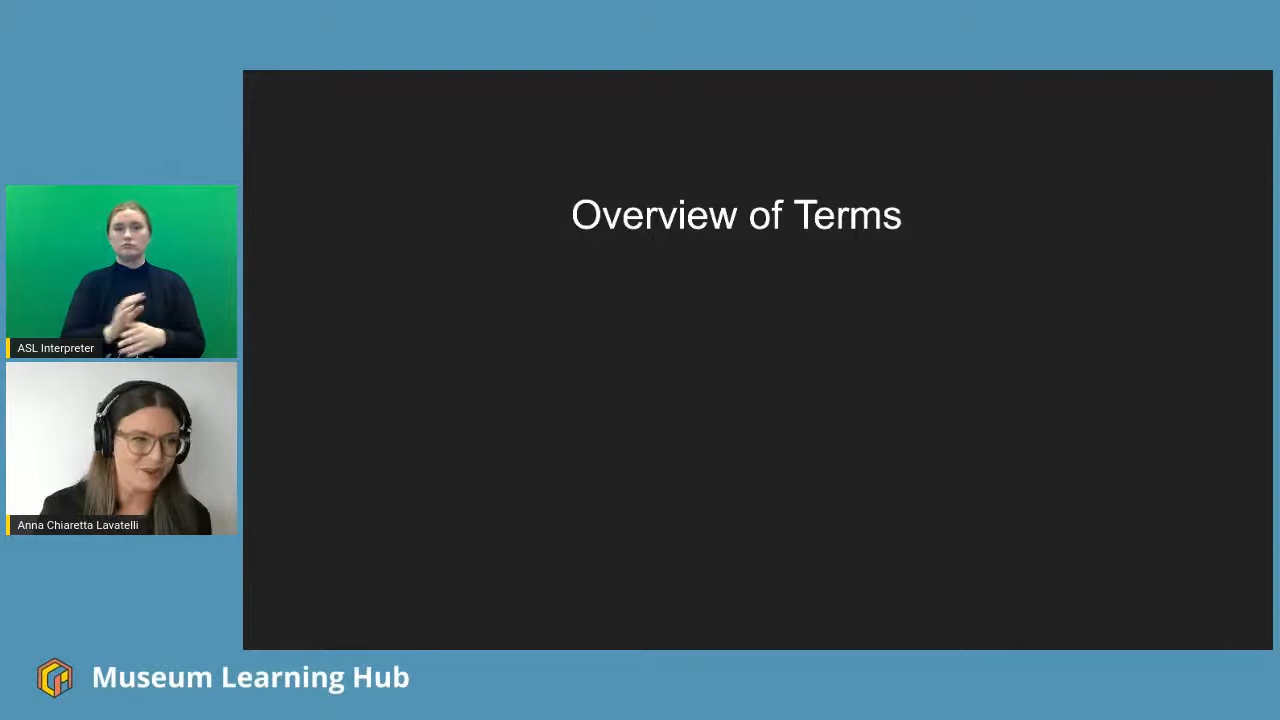 Overview of Terms
ASL Interpreter
Anna Chiaretta Lavatelli
Museum Learning Hub